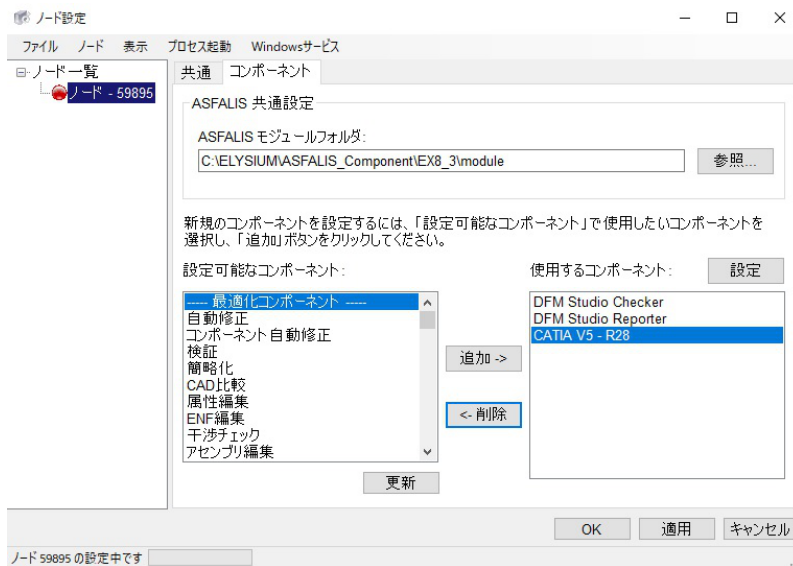 ノード設定
ファイル ノード 表示 プロセス起動 Windowsサービス
ノード一覧
ノード - 59895
共通 コンポーネント
ASFALIS 共通設定
ASFALIS モジュールフォルダ:
C:\ELYSIUM\ASFALIS_Component\EX8_3\module
参照...
新規のコンポーネントを設定するには、「設定可能なコンポーネント」で使用したいコンポーネントを
選択し、「追加」ボタンをクリックしてください。
設定可能なコンポーネント:
----- 最適化コンポーネント -----
自動修正
コンポーネント自動修正
検証
簡略化
CAD比較
属性編集
ENF編集
干渉チェック
アセンブリ編集
更新
追加 ->
<- 削除
使用するコンポーネント:
設定
DFM Studio Checker
DFM Studio Reporter
CATIA V5 - R28
OK 適用 キャンセル
ノード 59895 の設定中です